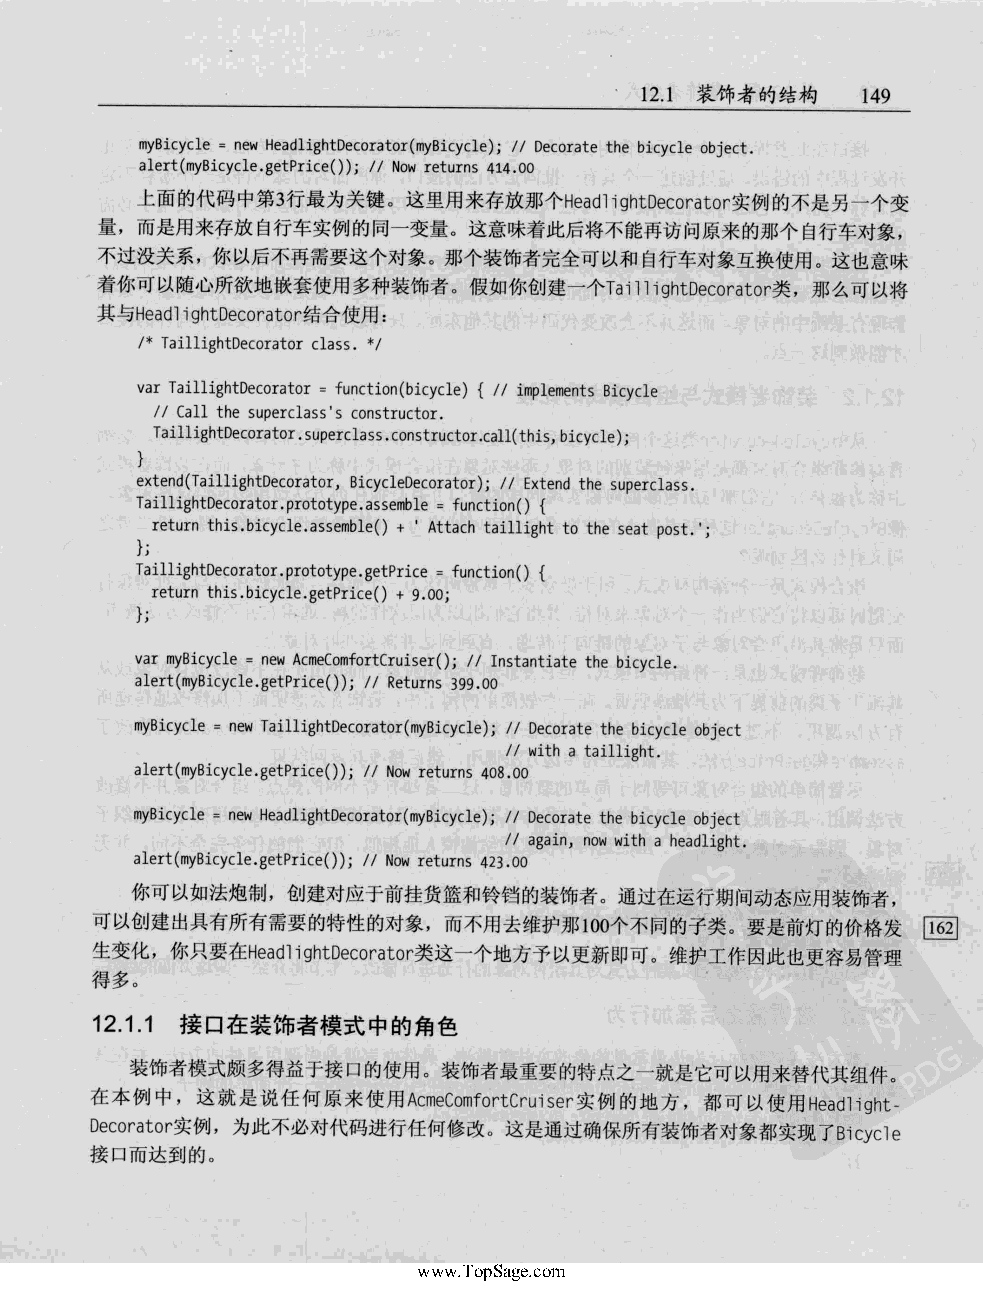 12.1 装饰者的结构 149
myBicycle = new HeadlightDecorator(myBicycle); // Decorate the bicycle object.
alert(myBicycle.getPrice()); // Now returns 414.00
上面的代码中第3行最为关键。这里用来存放那个HeadlightDecorator实例的不是另一个变
量，而是用来存放自行车实例的同一变量。这意味着此后将不能再访问原来的那个自行车对象，
不过没关系，你以后不再需要这个对象。那个装饰者完全可以和自行车对象互换使用。这也意味
着你可以随心所欲地嵌套使用多种装饰者。假如你创建一个TaillightDecorator类，那么可以将
其与HeadlightDecorator结合使用：
/* TaillightDecorator class. */
var TaillightDecorator = function(bicycle) { // implements Bicycle
// Call the superclass's constructor.
TaillightDecorator.superclass.constructor.call(this,bicycle);
}
extend(TaillightDecorator, BicycleDecorator); // Extend the superclass.
TaillightDecorator.prototype.assemble = function() {
return this.bicycle.assemble() + ' Attach taillight to the seat post.';
};
TaillightDecorator.prototype.getPrice = function() {
return this.bicycle.getPrice() + 9.00;
};
var myBicycle = new AcmeComfortCruiser(); // Instantiate the bicycle.
alert(myBicycle.getPrice()); // Returns 399.00
myBicycle = new TaillightDecorator(myBicycle); // Decorate the bicycle object
// with a taillight.
alert(myBicycle.getPrice()); // Now returns 408.00
myBicycle = new HeadlightDecorator(myBicycle); // Decorate the bicycle object
// again, now with a headlight.
alert(myBicycle.getPrice()); // Now returns 423.00
你可以如法炮制，创建对应于前挂货篮和铃铛的装饰者。通过在运行期间动态应用装饰者，
可以创建出具有所有需要的特性的对象，而不用去维护那100个不同的子类。要是前灯的价格发 162
生变化，你只要在HeadlightDecorator类这一个地方予以更新即可。维护工作因此也更容易管理
得多。
12.1.1 接口在装饰者模式中的角色
装饰者模式颇多得益于接口的使用。装饰者最重要的特点之一就是它可以用来替代其组件。
在本例中，这就是说任何原来使用AcmeComfortCruiser实例的地方，都可以使用Headlight-
Decorator实例，为此不必对代码进行任何修改。这是通过确保所有装饰者对象都实现了Bicycle
接口而达到的。
PDG
www.TopSage.com